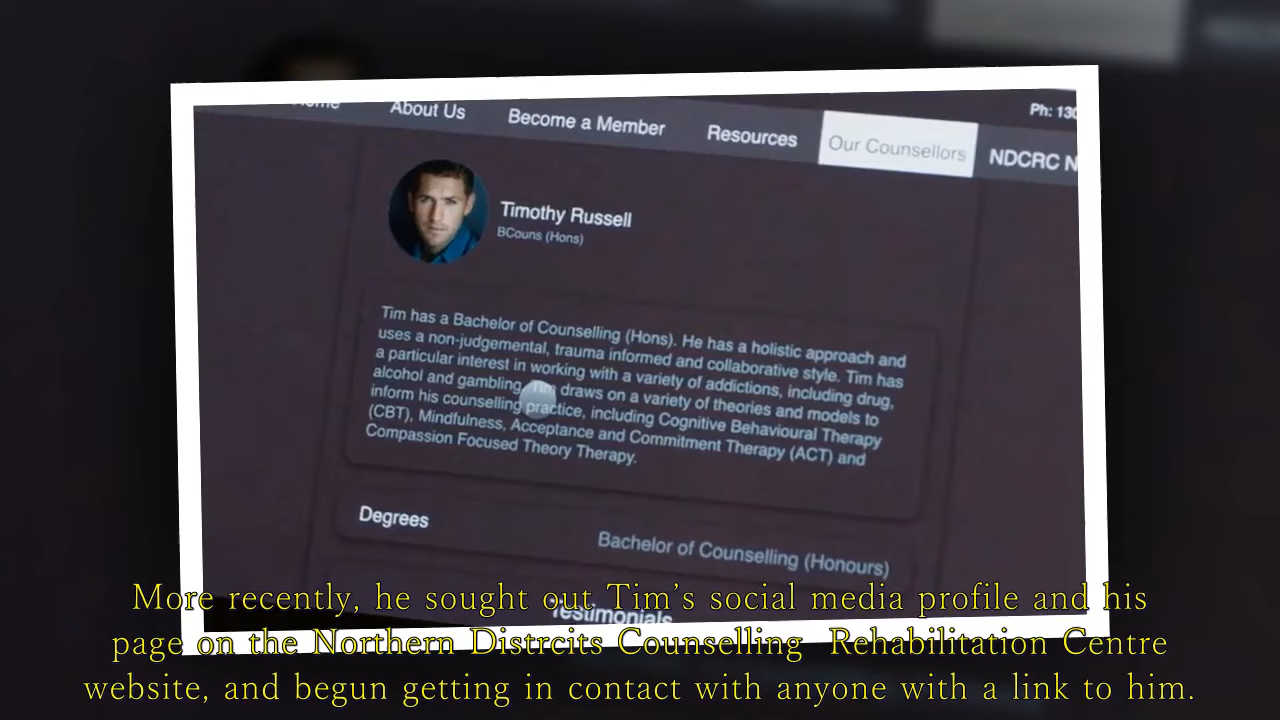 Home
About Us
Become a Member
Resources
Our Counsellors
NDCRC N
Ph: 130
Timothy Russell
BCouns (Hons)
Tim has a Bachelor of Counselling (Hons). He has a holistic approach and
uses a non-judgemental, trauma informed and collaborative style. Tim has
a particular interest in working with a variety of addictions, including drug,
alcohol and gambling. Tim draws on a variety of theories and models to
inform his counselling practice, including Cognitive Behavioural Therapy
(CBT), Mindfulness, Acceptance and Commitment Therapy (ACT) and
Compassion Focused Theory Therapy.
Degrees
Bachelor of Counselling (Honours)
Testimonials
More recently, he sought out Tim's social media profile and his
page on the Northern Distrcits Counselling Rehabilitation Centre
website, and begun getting in contact with anyone with a link to him.